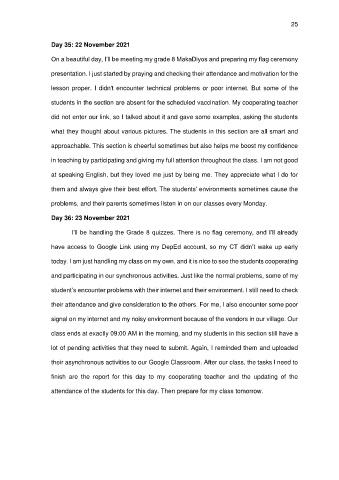 25
Day 35: 22 November 2021
On a beautiful day, I'll be meeting my grade 8 MakaDiyos and preparing my flag ceremony
presentation. I just started by praying and checking their attendance and motivation for the
lesson proper. I didn't encounter technical problems or poor internet. But some of the
students in the section are absent for the scheduled vaccination. My cooperating teacher
did not enter our link, so I talked about it and gave some examples, asking the students
what they thought about various pictures. The students in this section are all smart and
approachable. This section is cheerful sometimes but also helps me boost my confidence
in teaching by participating and giving my full attention throughout the class. I am not good
at speaking English, but they loved me just by being me. They appreciate what I do for
them and always give their best effort. The students' environments sometimes cause the
problems, and their parents sometimes listen in on our classes every Monday.
Day 36: 23 November 2021
I'll be handling the Grade 8 quizzes. There is no flag ceremony, and I'll already
have access to Google Link using my DepEd account, so my CT didn't wake up early
today. I am just handling my class on my own, and it is nice to see the students cooperating
and participating in our synchronous activities. Just like the normal problems, some of my
student's encounter problems with their internet and their environment. I still need to check
their attendance and give consideration to the others. For me, I also encounter some poor
signal on my internet and my noisy environment because of the vendors in our village. Our
class ends at exactly 09:00 AM in the morning, and my students in this section still have a
lot of pending activities that they need to submit. Again, I reminded them and uploaded
their asynchronous activities to our Google Classroom. After our class, the tasks I need to
finish are the report for this day to my cooperating teacher and the updating of the
attendance of the students for this day. Then prepare for my class tomorrow.